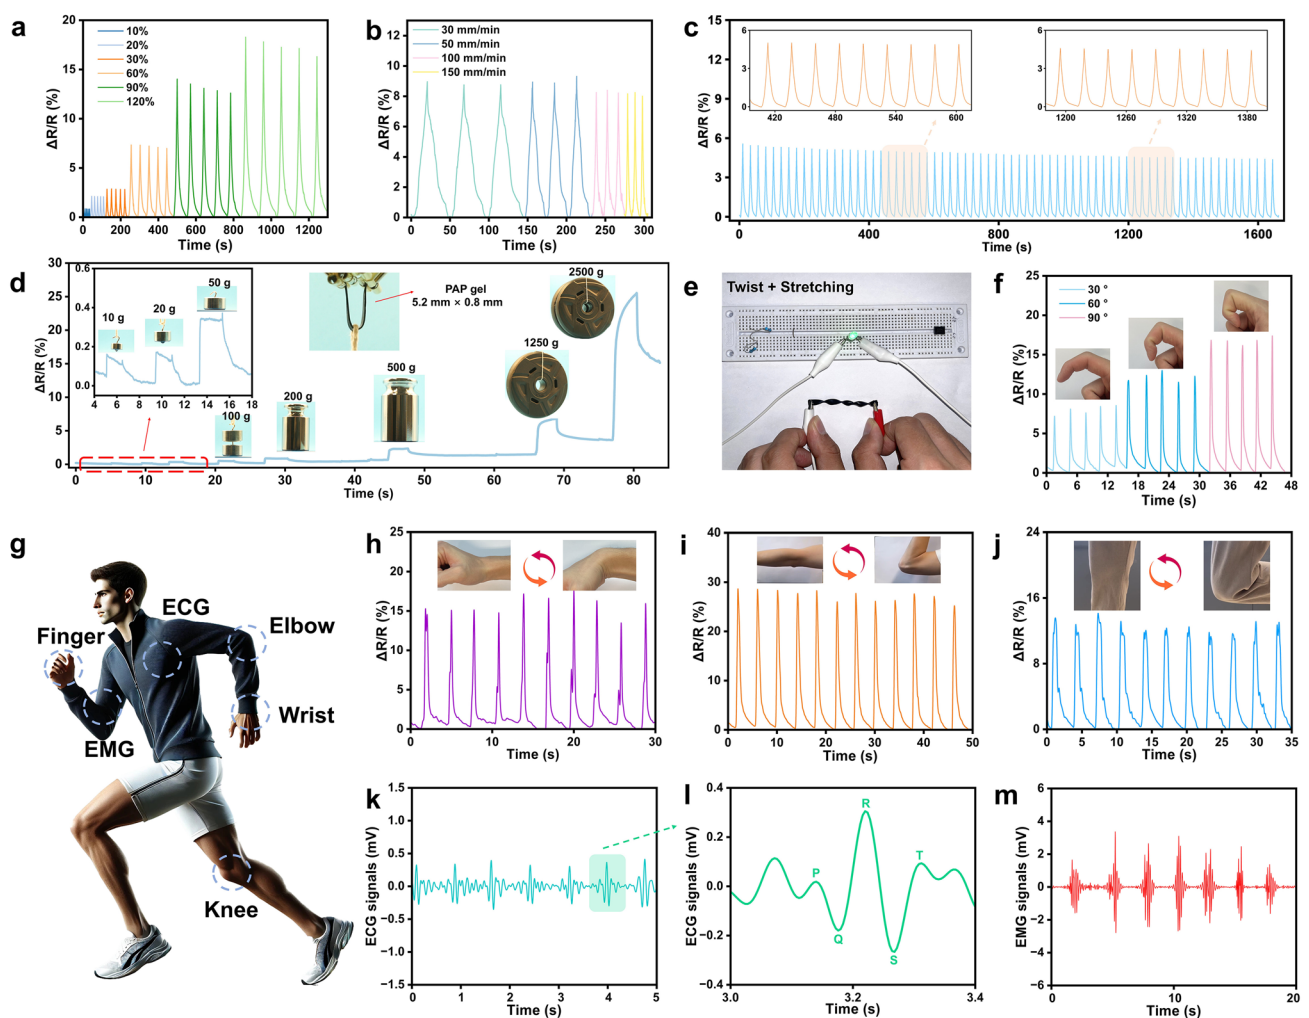 a
20
15
10
5
0
ΔR/R (%)
10%
20%
30%
60%
90%
120%
0 200 400 600 800 1000 1200
Time (s)
b
12
10
8
6
4
2
0
ΔR/R (%)
30 mm/min
50 mm/min
100 mm/min
150 mm/min
0 50 100 150 200 250 300
Time (s)
c
15
12
9
6
3
0
ΔR/R (%)
6
3
0
420 480 540 600
6
3
0
1200 1260 1320 1380
0 400 800 1200 1600
Time (s)
d
30
25
20
15
10
5
0
ΔR/R (%)
0.6
0.4
0.2
0.0
10 g
20 g
50 g
4 6 8 10 12 14 16 18
PAP gel
5.2 mm × 0.8 mm
100 g
200 g
500 g
1250 g
2500 g
0 10 20 30 40 50 60 70 80
Time (s)
e
Twist + Stretching
f
25
20
15
10
5
0
ΔR/R (%)
30 °
60 °
90 °
0 6 12 18 24 30 36 42 48
Time (s)
g
ECG
Finger
Elbow
Wrist
EMG
Knee
h
25
20
15
10
5
0
ΔR/R (%)
0 10 20 30
Time (s)
i
40
30
20
10
0
ΔR/R (%)
0 10 20 30 40 50
Time (s)
j
24
18
12
6
0
ΔR/R (%)
0 5 10 15 20 25 30 35
Time (s)
k
1.5
1.0
0.5
0.0
−0.5
−1.0
−1.5
ECG signals (mV)
0 1 2 3 4 5
Time (s)
l
0.4
0.2
0.0
−0.2
−0.4
ECG signals (mV)
P
Q
R
S
T
3.0 3.2 3.4
Time (s)
m
6
4
2
0
−2
−4
−6
EMG signals (mV)
0 10 20
Time (s)